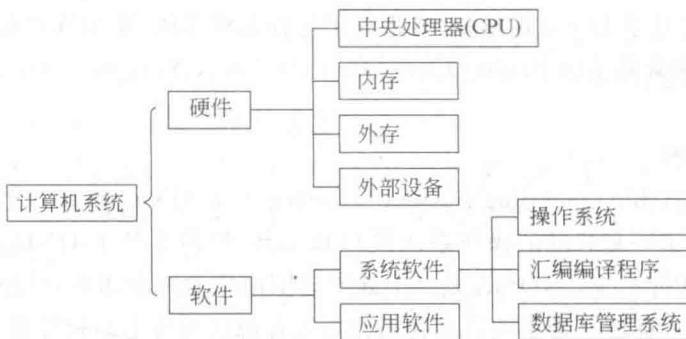 中央处理器(CPU)
内存
硬件
外存
外部设备
计算机系统
操作系统
系统软件
汇编编译程序
软件
应用软件
数据库管理系统